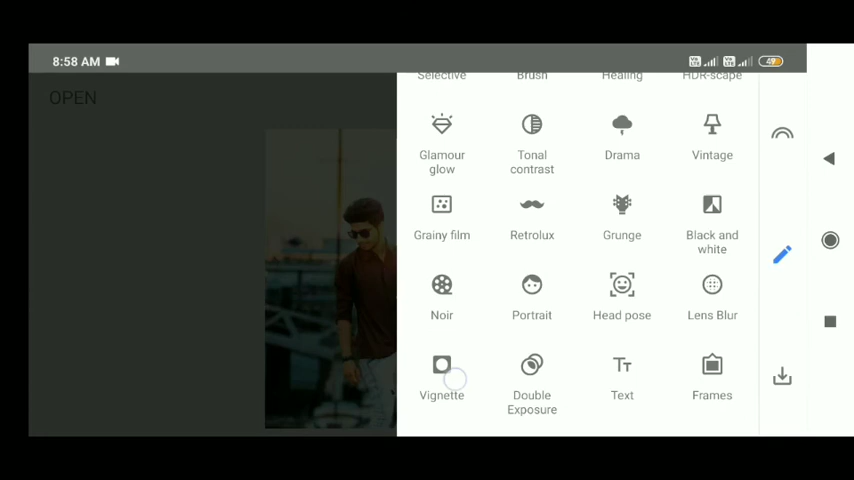 8:58 AM
49
OPEN
Selective Brush Healing HDR-scape
Glamour glow
Tonal contrast
Drama
Vintage
Grainy film
Retrolux
Grunge
Black and white
Noir
Portrait
Head pose
Lens Blur
Vignette
Double Exposure
Text
Frames